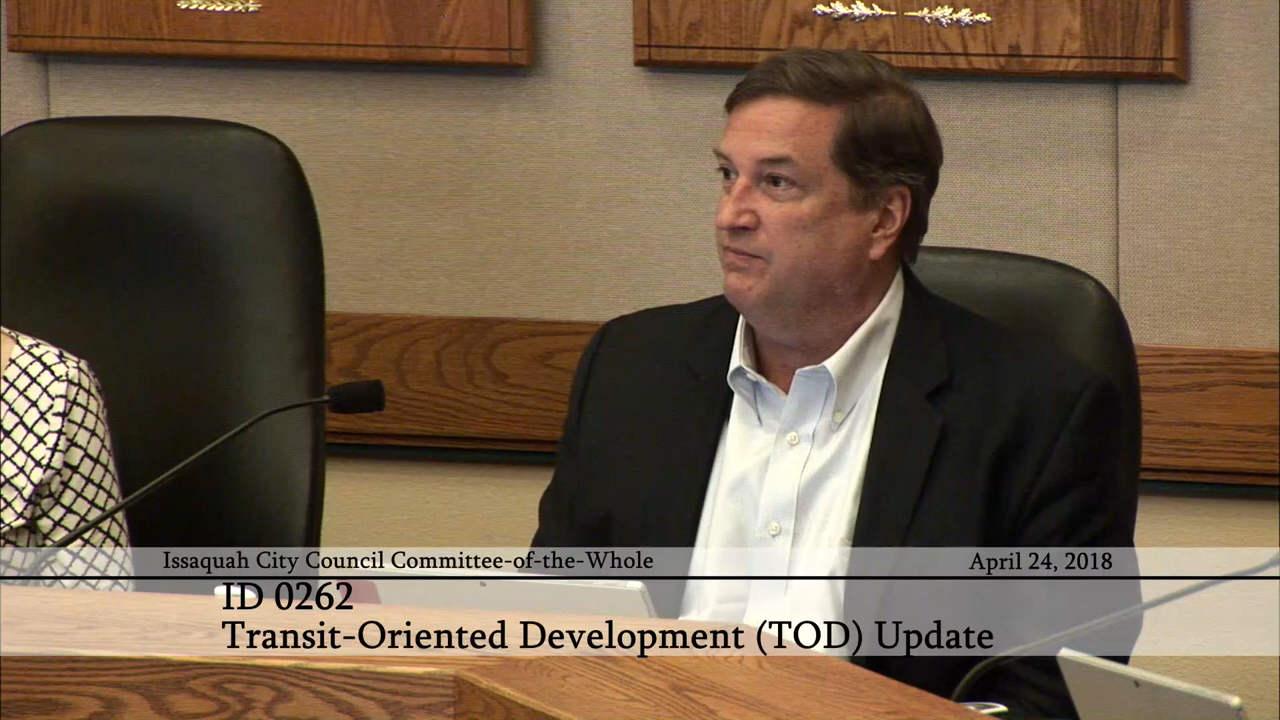 Issaquah City Council Committee-of-the-Whole
April 24, 2018
ID 0262
Transit-Oriented Development (TOD) Update